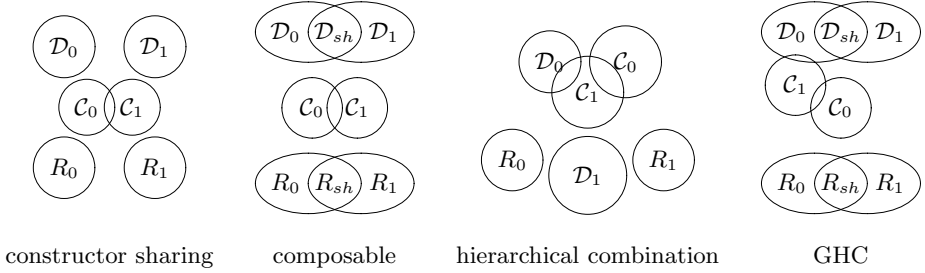 𝒟₀ 𝒟₁ 𝒟₀ 𝒟ₛₕ 𝒟₁ 𝒟₀ 𝒞₀ 𝒟₀ 𝒟ₛₕ 𝒟₁
𝒞₀ 𝒞₁ 𝒞₀ 𝒞₁ 𝒞₁ 𝒞₁ 𝒞₀
R₀ R₁ R₀ Rₛₕ R₁ R₀ 𝒟₁ R₁ R₀ Rₛₕ R₁
constructor sharing composable hierarchical combination GHC